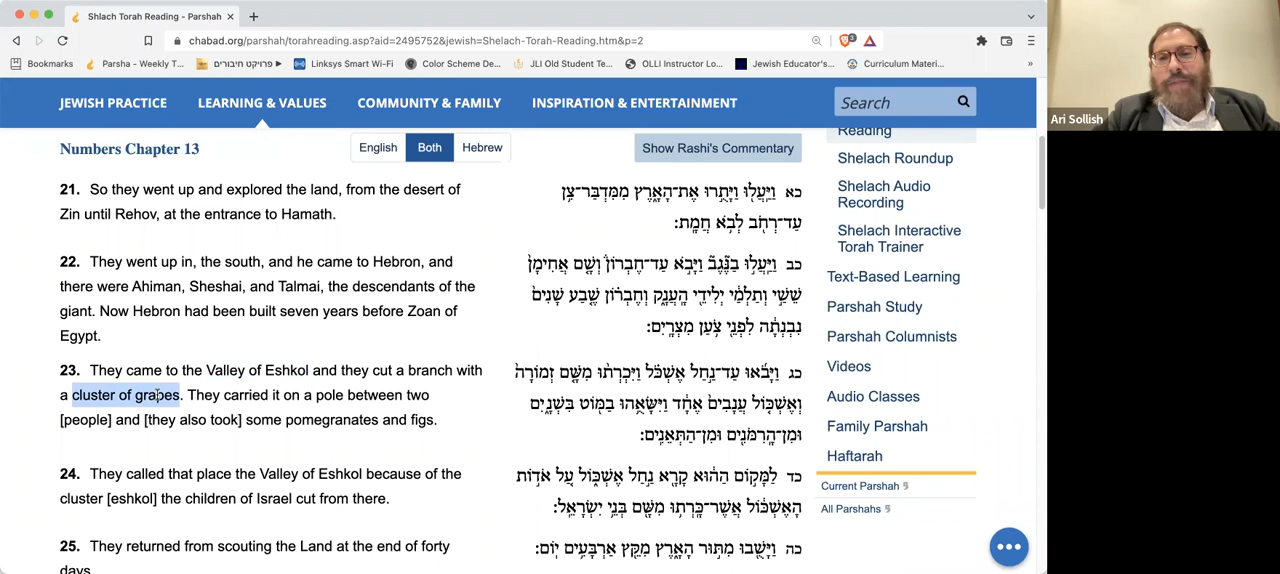 Shlach Torah Reading - Parshah
chabad.org/parshah/torahreading.asp?aid=2495752&jewish=Shelach-Torah-Reading.htm&p=2
Bookmarks Parsha - Weekly T... פרויקט חיבורים Linksys Smart Wi-Fi Color Scheme De... JLI Old Student Te... OLLI Instructor Lo... Jewish Educator's... Curriculum Materi... »
JEWISH PRACTICE LEARNING & VALUES COMMUNITY & FAMILY INSPIRATION & ENTERTAINMENT Search
Numbers Chapter 13 English Both Hebrew Show Rashi's Commentary
21. So they went up and explored the land, from the desert of
Zin until Rehov, at the entrance to Hamath.
כא וַיַּֽעֲל֖וּ וַיָּתֻ֣רוּ אֶת־הָאָ֑רֶץ מִמִּדְבַּר־צִ֥ן
עַד־רְחֹ֖ב לְבֹ֥א חֲמָֽת:
22. They went up in, the south, and he came to Hebron, and
there were Ahiman, Sheshai, and Talmai, the descendants of the
giant. Now Hebron had been built seven years before Zoan of
Egypt.
כב וַיַּֽעֲל֣וּ בַנֶּ֘גֶב֘ וַיָּבֹ֣א עַד־חֶבְרוֹן֒ וְשָׁ֤ם אֲחִימָן֙
שֵׁשַׁ֣י וְתַלְמַ֔י יְלִידֵ֖י הָֽעֲנָ֑ק וְחֶבְר֗וֹן שֶׁ֤בַע שָׁנִים֙
נִבְנְתָ֔ה לִפְנֵ֖י צֹ֥עַן מִצְרָֽיִם:
23. They came to the Valley of Eshkol and they cut a branch with
a cluster of grapes. They carried it on a pole between two
[people] and [they also took] some pomegranates and figs.
כג וַיָּבֹ֜אוּ עַד־נַ֣חַל אֶשְׁכֹּ֗ל וַיִּכְרְת֨וּ מִשָּׁ֤ם זְמוֹרָה֙
וְאֶשְׁכּ֤וֹל עֲנָבִים֙ אֶחָ֔ד וַיִּשָּׂאֻ֥הוּ בַמּ֖וֹט בִּשְׁנָ֑יִם
וּמִן־הָֽרִמֹּנִ֖ים וּמִן־הַתְּאֵנִֽים:
24. They called that place the Valley of Eshkol because of the
cluster [eshkol] the children of Israel cut from there.
כד לַמָּק֣וֹם הַה֔וּא קָרָ֖א נַ֣חַל אֶשְׁכּ֑וֹל עַ֚ל אֹד֣וֹת
הָֽאֶשְׁכּ֔וֹל אֲשֶׁר־כָּֽרְת֥וּ מִשָּׁ֖ם בְּנֵ֥י יִשְׂרָאֵֽל:
25. They returned from scouting the Land at the end of forty
days.
כה וַיָּשֻׁ֖בוּ מִתּ֣וּר הָאָ֑רֶץ מִקֵּ֖ץ אַרְבָּעִ֥ים יֽוֹם:
Reading
Shelach Roundup
Shelach Audio
Recording
Shelach Interactive
Torah Trainer
Text-Based Learning
Parshah Study
Parshah Columnists
Videos
Audio Classes
Family Parshah
Haftarah
Current Parshah
All Parshahs
Ari Sollish